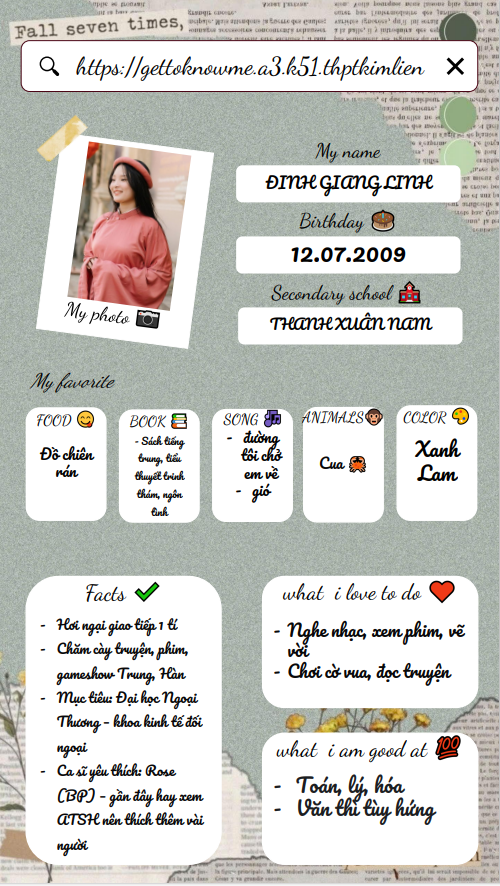 Fall seven times,
https://gettoknowme.a3.k51.thptkimlien
My name
ĐINH GIANG LINH
Birthday
12.07.2009
Secondary school
THANH XUÂN NAM
My photo
My favorite
FOOD
Đồ chiên
rán
BOOK
- Sách tiếng
trung, tiểu
thuyết trinh
thám, ngôn
tình
SONG
- đường
tôi chở
em về
- gió
ANIMALS
Cua
COLOR
Xanh
Lam
Facts
- Hơi ngại giao tiếp 1 tí
- Chăm cày truyện, phim,
gameshow Trung, Hàn
- Mục tiêu: Đại học Ngoại
Thương - khoa kinh tế đối
ngoại
- Ca sĩ yêu thích: Rose
(BP) - gần đây hay xem
ATSH nên thích thêm vài
người
what i love to do
- Nghe nhạc, xem phim, vẽ
vời
- Chơi cờ vua, đọc truyện
what i am good at
- Toán, lý, hóa
- Văn thì tùy hứng